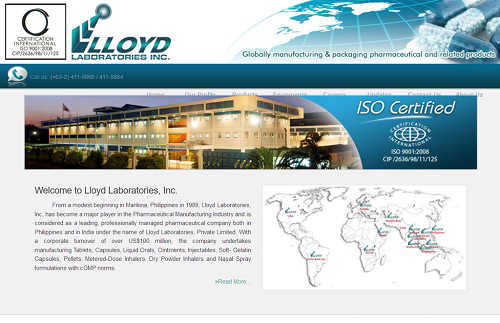 CERTIFICATION
INTERNATIONAL
ISO 9001:2008
CIP /2636/98/11/125
LLOYD
LABORATORIES INC.
Globally manufacturing & packaging pharmaceutical and related products
Call us: (+63-2) 411-5860 / 411-5864
Home Our Profile Products Equipments Careers Updates Contact Us About Us
ISO Certified
CERTIFICATION
INTERNATIONAL
ISO 9001:2008
CIP /2636/98/11/125
Welcome to Lloyd Laboratories, Inc.
From a modest beginning in Marikina, Philippines in 1989, Lloyd Laboratories,
Inc. has become a major player in the Pharmaceutical Manufacturing Industry and is
considered as a leading, professionally managed pharmaceutical company both in
Philippines and in India under the name of Lloyd Laboratories, Private Limited. With
a corporate turnover of over US$100 million, the company undertakes
manufacturing Tablets, Capsules, Liquid Orals, Ointments, Injectables, Soft- Gelatin
Capsules, Pellets, Metered-Dose Inhalers, Dry Powder Inhalers and Nasal Spray
formulations with cGMP norms.
»Read More...
USA
Middle East
Africa